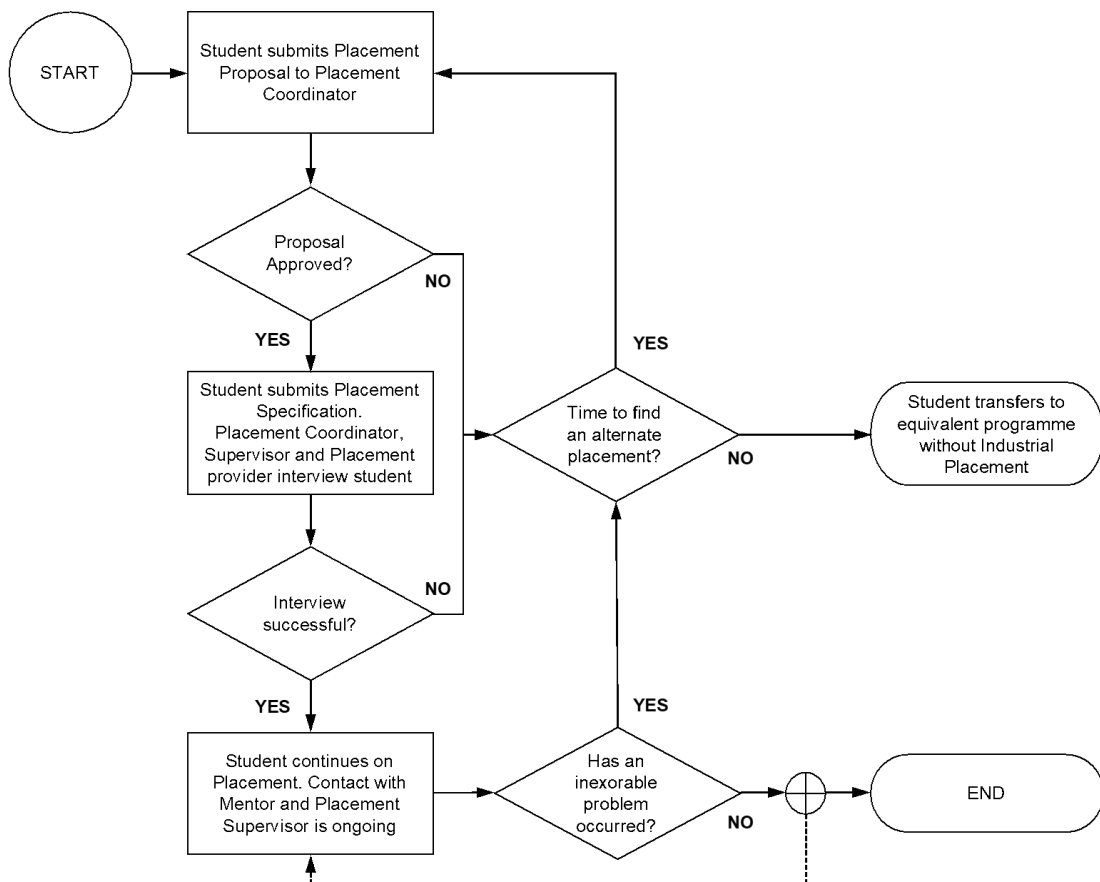 START
Student submits Placement
Proposal to Placement
Coordinator
Proposal
Approved?
NO
YES
Student submits Placement
Specification.
Placement Coordinator,
Supervisor and Placement
provider interview student
Interview
successful?
NO
YES
Student continues on
Placement. Contact with
Mentor and Placement
Supervisor is ongoing
YES
Time to find
an alternate
placement?
NO
Student transfers to
equivalent programme
without Industrial
Placement
YES
Has an
inexorable
problem
occurred?
NO
END